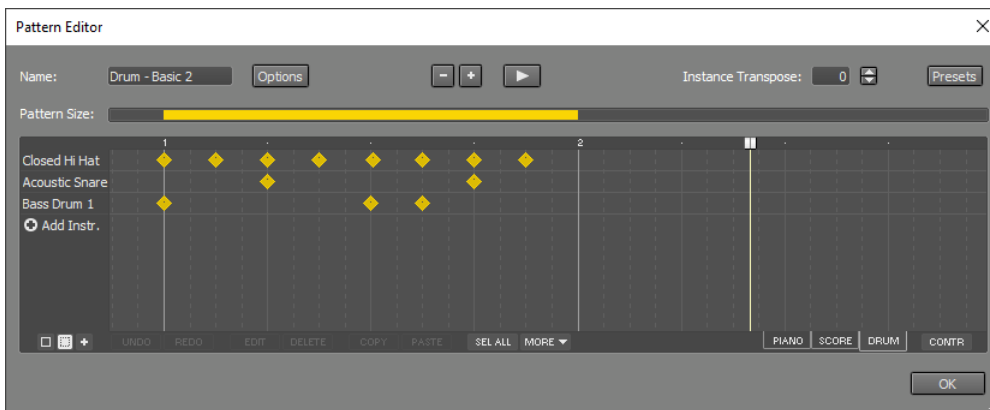 Pattern Editor
Name: Drum - Basic 2 Options - + Instance Transpose: 0 Presets
Pattern Size:
1 2
Closed Hi Hat
Acoustic Snare
Bass Drum 1
Add Instr.
UNDO REDO EDIT DELETE COPY PASTE SEL ALL MORE PIANO SCORE DRUM CONTR
OK